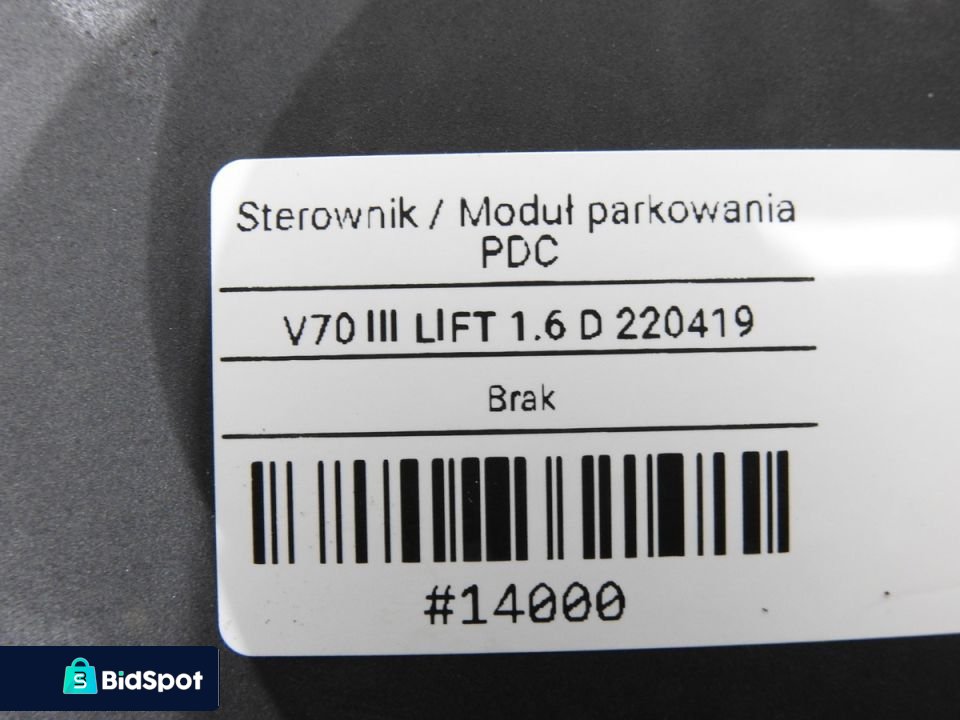 Sterownik / Moduł parkowania
PDC
V70 III LIFT 1.6 D 220419
Brak
#14000
BidSpot